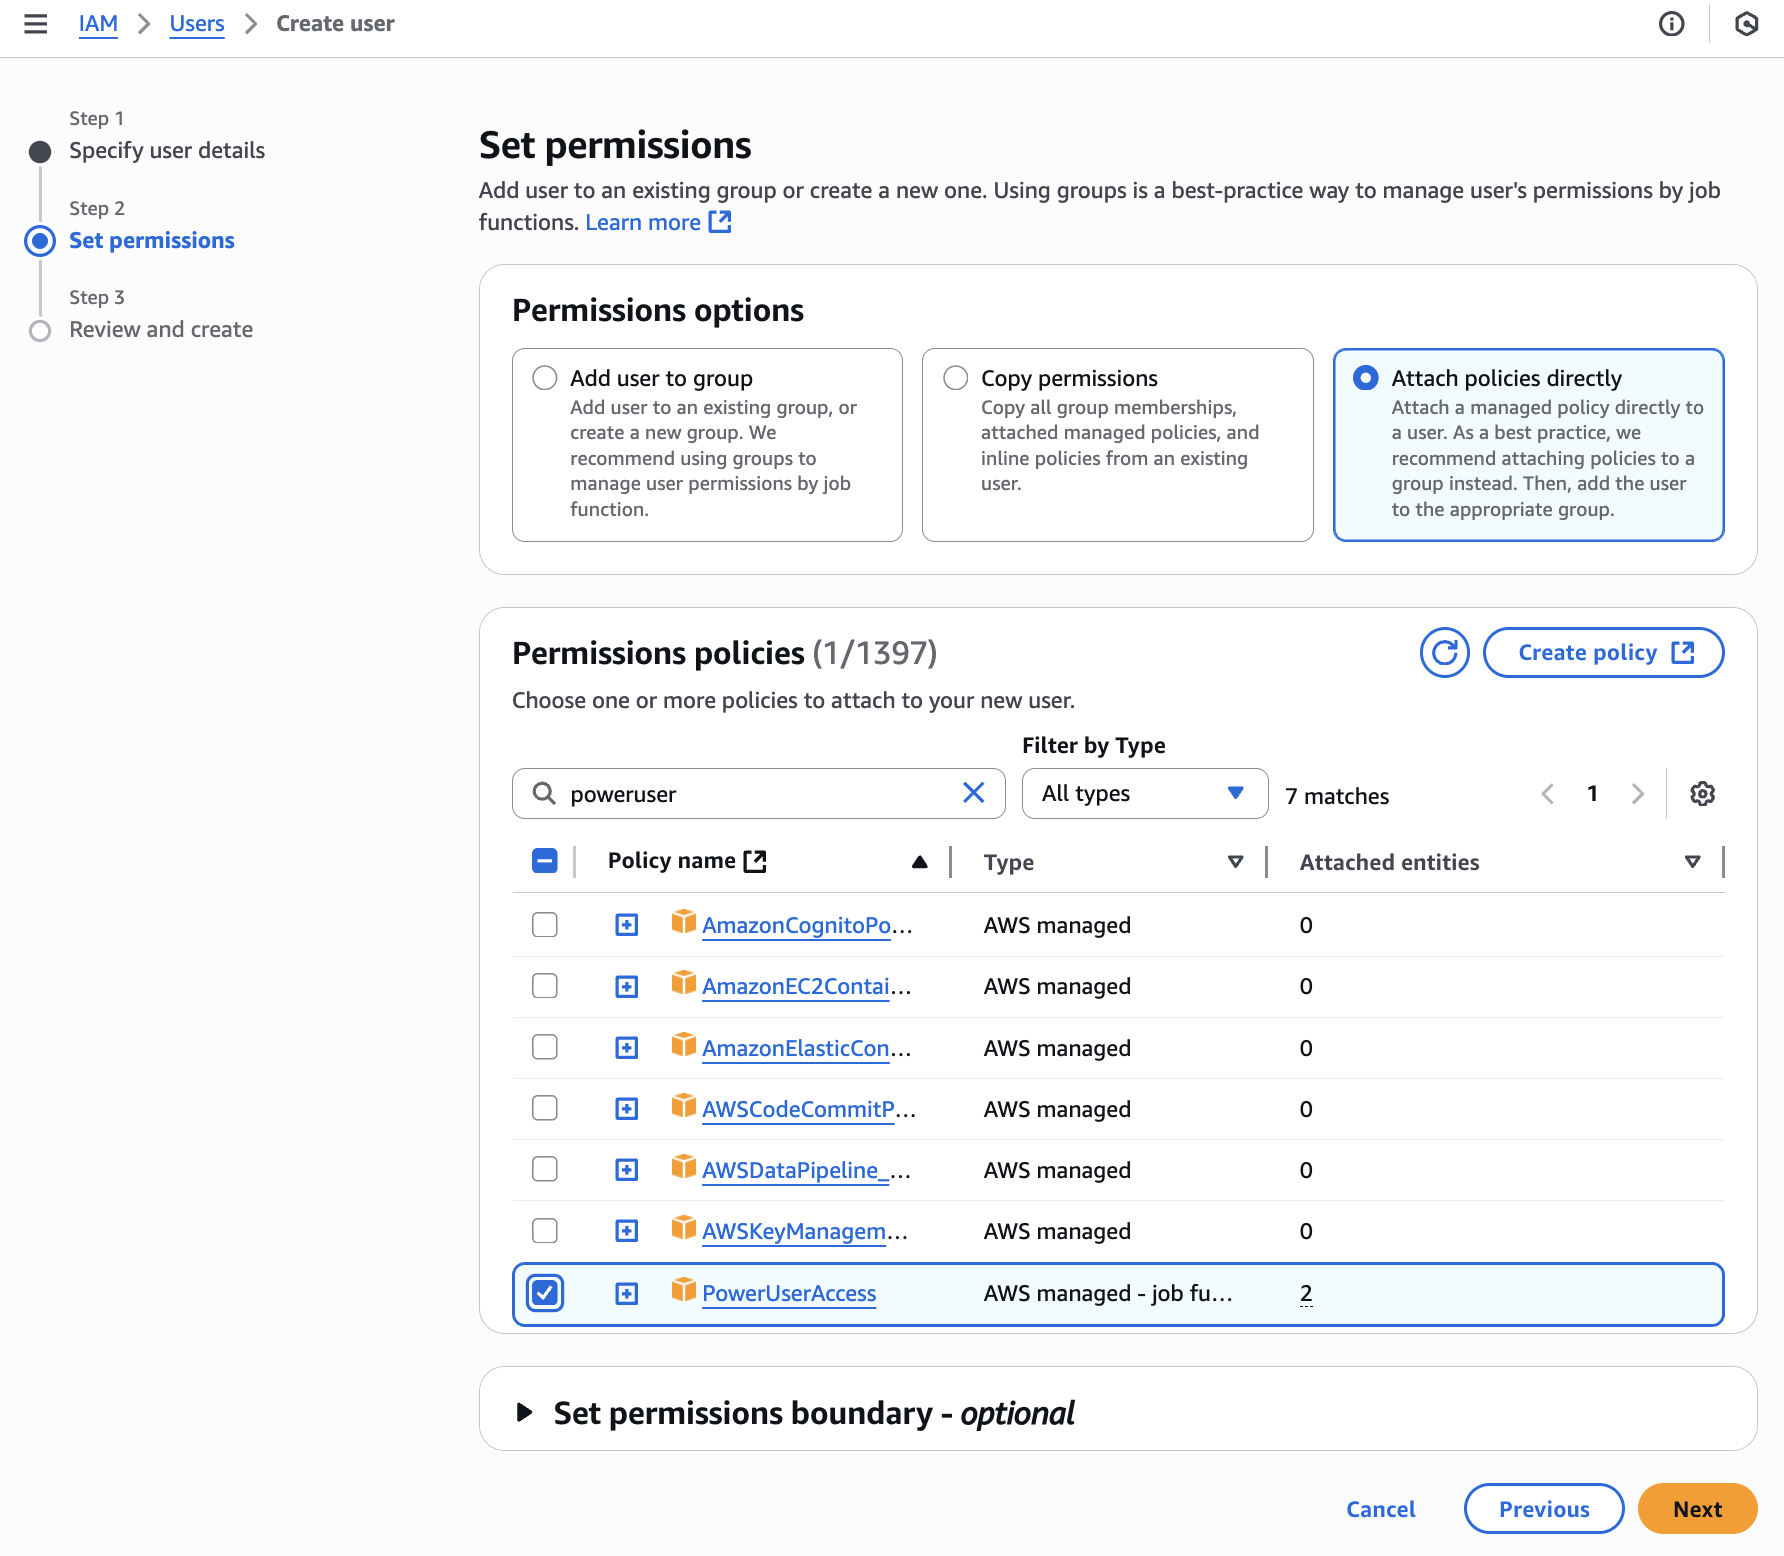 IAM > Users > Create user
Step 1
Specify user details
Step 2
Set permissions
Step 3
Review and create
Set permissions
Add user to an existing group or create a new one. Using groups is a best-practice way to manage user's permissions by job
functions. Learn more
Permissions options
Add user to group
Add user to an existing group, or
create a new group. We
recommend using groups to
manage user permissions by job
function.
Copy permissions
Copy all group memberships,
attached managed policies, and
inline policies from an existing
user.
Attach policies directly
Attach a managed policy directly to
a user. As a best practice, we
recommend attaching policies to a
group instead. Then, add the user
to the appropriate group.
Permissions policies (1/1397)
Create policy
Choose one or more policies to attach to your new user.
Filter by Type
poweruser
All types
7 matches
1
Policy name Type Attached entities
AmazonCognitoPo... AWS managed 0
AmazonEC2Contai... AWS managed 0
AmazonElasticCon... AWS managed 0
AWSCodeCommitP... AWS managed 0
AWSDataPipeline_... AWS managed 0
AWSKeyManagem... AWS managed 0
PowerUserAccess AWS managed - job fu... 2
Set permissions boundary - optional
Cancel Previous Next